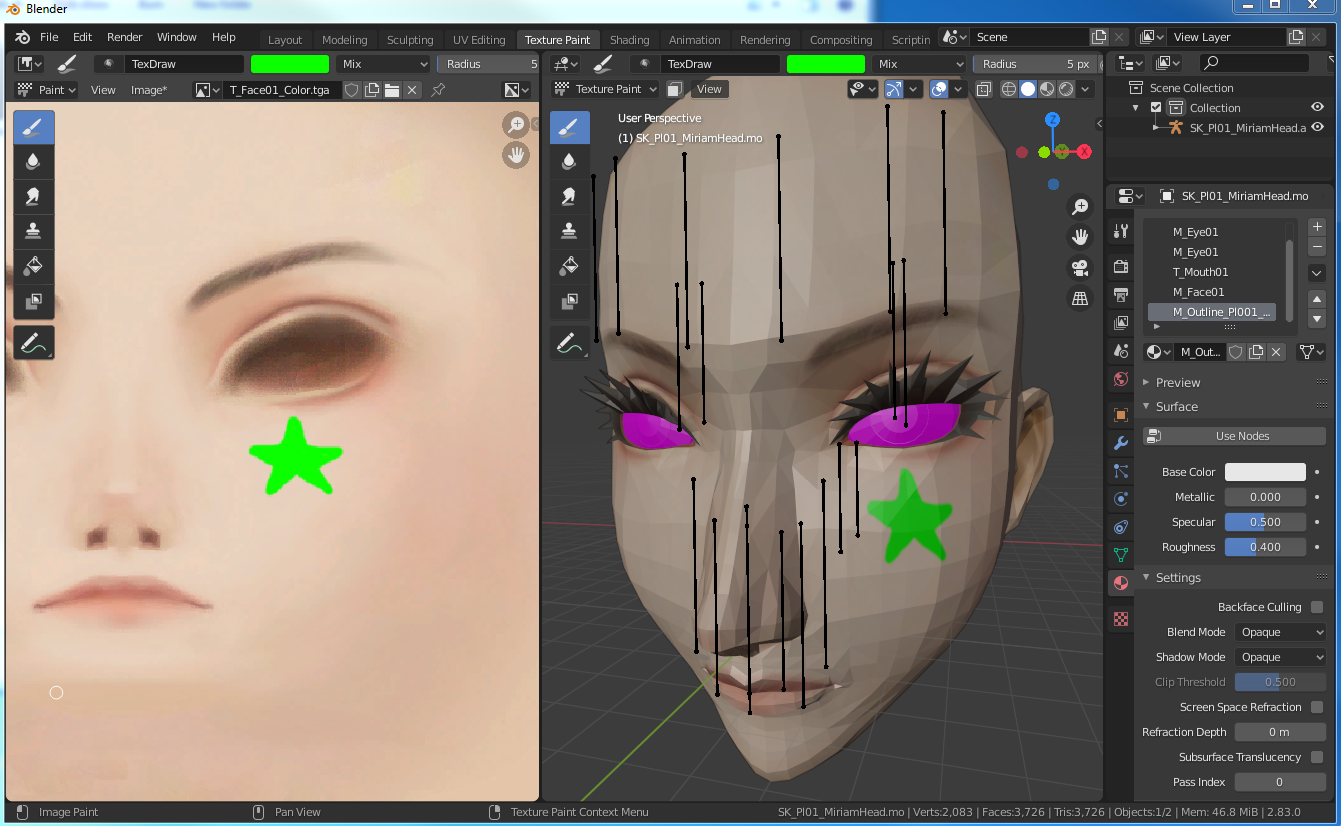 Blender
File Edit Render Window Help
Layout Modeling Sculpting UV Editing Texture Paint Shading Animation Rendering Compositing Scriptin
Scene View Layer
TexDraw Mix Radius 5
TexDraw Mix Radius 5 px
Paint View Image* T_Face01_Color.tga
Texture Paint View
User Perspective
(1) SK_Pl01_MiriamHead.mo
Z
X
Scene Collection
Collection
SK_Pl01_MiriamHead.a
SK_Pl01_MiriamHead.mo
M_Eye01
M_Eye01
T_Mouth01
M_Face01
M_Outline_Pl001_...
M_Out...
Preview
Surface
Use Nodes
Base Color
Metallic 0.000
Specular 0.500
Roughness 0.400
Settings
Backface Culling
Blend Mode Opaque
Shadow Mode Opaque
Clip Threshold 0.500
Screen Space Refraction
Refraction Depth 0 m
Subsurface Translucency
Pass Index 0
Image Paint Pan View Texture Paint Context Menu SK_Pl01_MiriamHead.mo | Verts:2,083 | Faces:3,726 | Tris:3,726 | Objects:1/2 | Mem: 46.8 MiB | 2.83.0